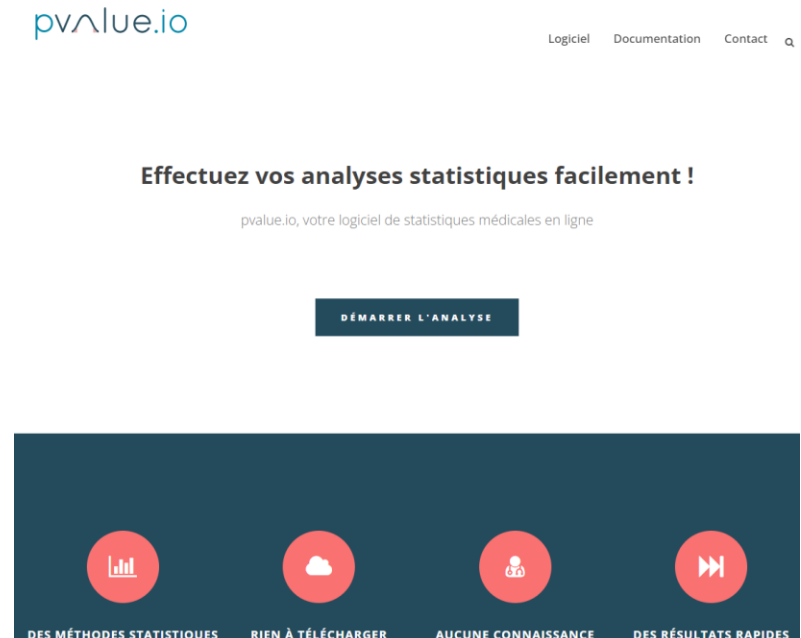 pvalue.io
Logiciel Documentation Contact
Effectuez vos analyses statistiques facilement !
pvalue.io, votre logiciel de statistiques médicales en ligne
DÉMARRER L'ANALYSE
DES MÉTHODES STATISTIQUES
RIEN À TÉLÉCHARGER
AUCUNE CONNAISSANCE
DES RÉSULTATS RAPIDES